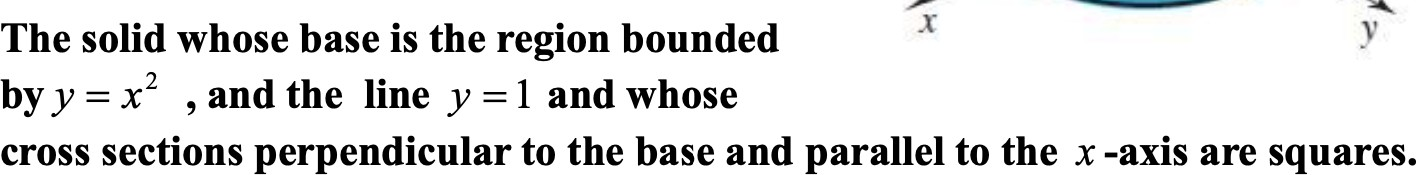 x y
The solid whose base is the region bounded
by y = x² , and the line y = 1 and whose
cross sections perpendicular to the base and parallel to the x -axis are squares.